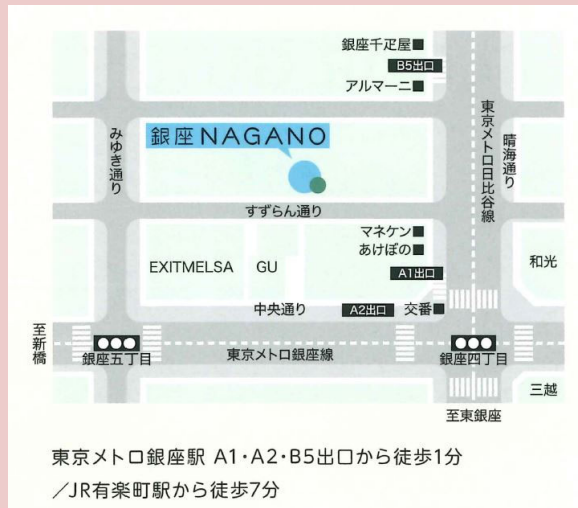 銀座千疋屋
B5出口
アルマーニ
みゆき通り
銀座NAGANO
東京メトロ日比谷線
晴海通り
すずらん通り
マネケン
あけぼの
EXITMELSA
GU
A1出口
和光
中央通り
A2出口
交番
至新橋
銀座五丁目
東京メトロ銀座線
銀座四丁目
三越
至東銀座
東京メトロ銀座駅 A1・A2・B5出口から徒歩1分
／JR有楽町駅から徒歩7分